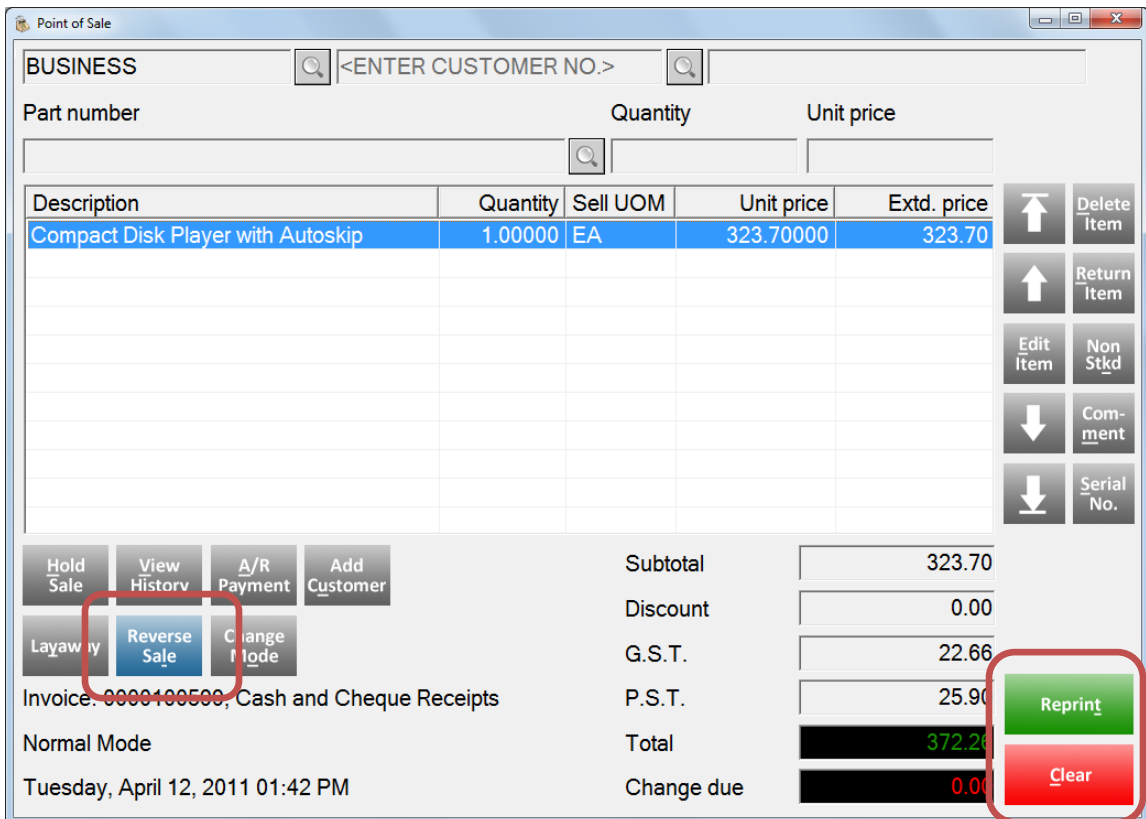 Point of Sale
BUSINESS
<ENTER CUSTOMER NO.>
Part number Quantity Unit price
Description Quantity Sell UOM Unit price Extd. price
Compact Disk Player with Autoskip 1.00000 EA 323.70000 323.70
Delete Item
Return Item
Edit Item
Non Stkd
Com-
ment
Serial No.
Hold Sale
View History
A/R Payment
Add Customer
Layaway
Reverse Sale
Change Mode
Subtotal 323.70
Discount 0.00
G.S.T. 22.66
Invoice: 0000100500, Cash and Cheque Receipts
P.S.T. 25.90
Normal Mode
Total 372.26
Tuesday, April 12, 2011 01:42 PM
Change due 0.00
Reprint
Clear